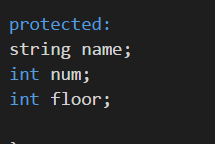 protected:
string name;
int num;
int floor;